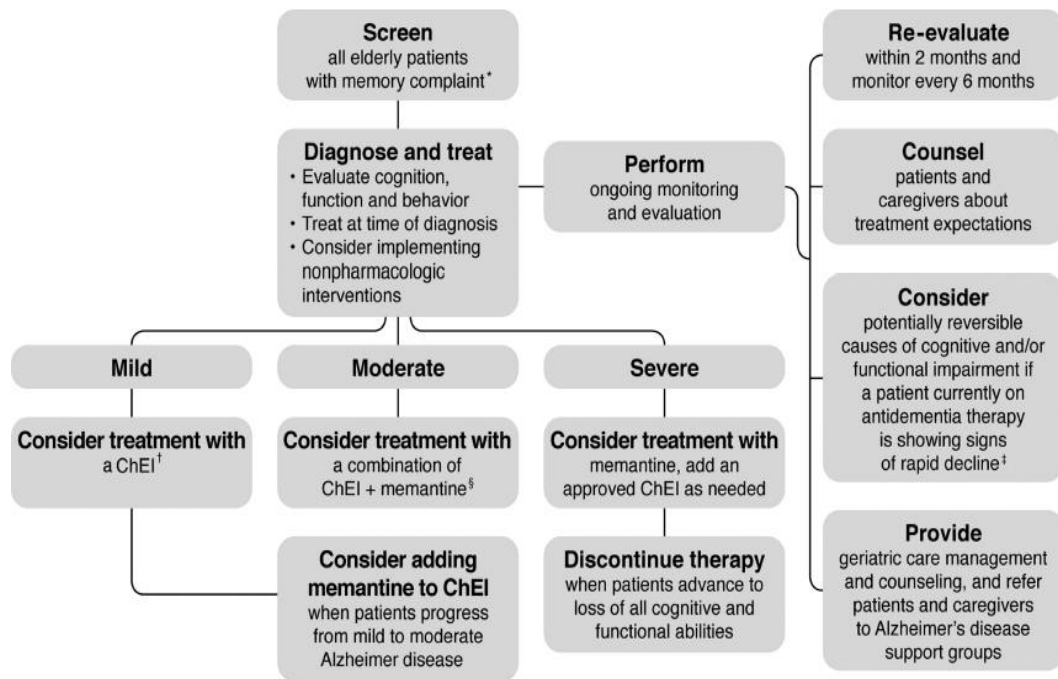 Screen
all elderly patients
with memory complaint*
Diagnose and treat
• Evaluate cognition,
function and behavior
• Treat at time of diagnosis
• Consider implementing
nonpharmacologic
interventions
Perform
ongoing monitoring
and evaluation
Re-evaluate
within 2 months and
monitor every 6 months
Counsel
patients and
caregivers about
treatment expectations
Consider
potentially reversible
causes of cognitive and/or
functional impairment if
a patient currently on
antidementia therapy
is showing signs
of rapid decline‡
Provide
geriatric care management
and counseling, and refer
patients and caregivers
to Alzheimer's disease
support groups
Mild
Consider treatment with
a ChEI†
Moderate
Consider treatment with
a combination of
ChEI + memantine§
Consider adding
memantine to ChEI
when patients progress
from mild to moderate
Alzheimer disease
Severe
Consider treatment with
memantine, add an
approved ChEI as needed
Discontinue therapy
when patients advance to
loss of all cognitive and
functional abilities